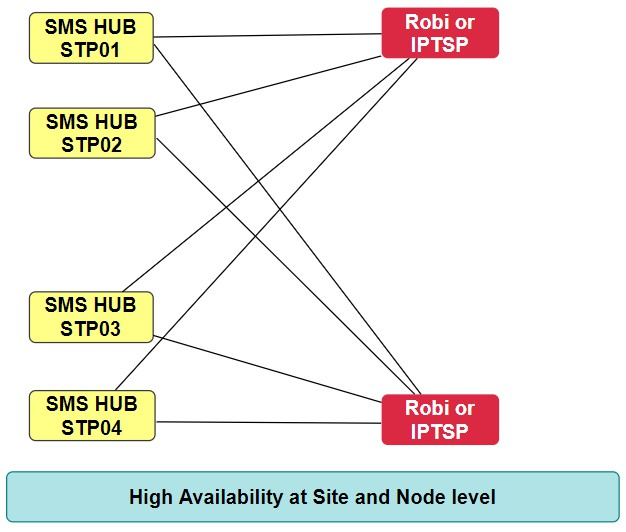 SMS HUB
STP01
Robi or
IPTSP
SMS HUB
STP02
SMS HUB
STP03
SMS HUB
STP04
Robi or
IPTSP
High Availability at Site and Node level